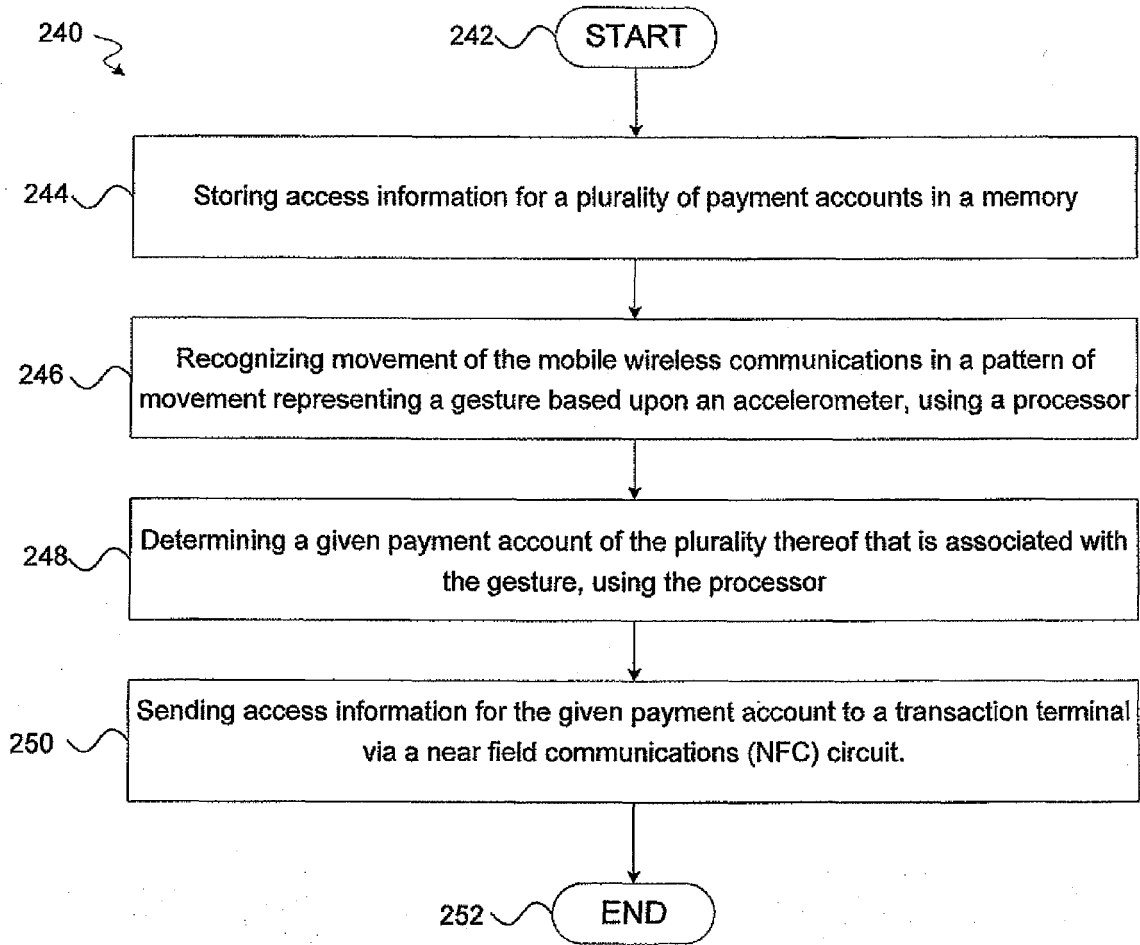 240
242
START
244
Storing access information for a plurality of payment accounts in a memory
246
Recognizing movement of the mobile wireless communications in a pattern of
movement representing a gesture based upon an accelerometer, using a processor
248
Determining a given payment account of the plurality thereof that is associated with
the gesture, using the processor
250
Sending access information for the given payment account to a transaction terminal
via a near field communications (NFC) circuit.
252
END